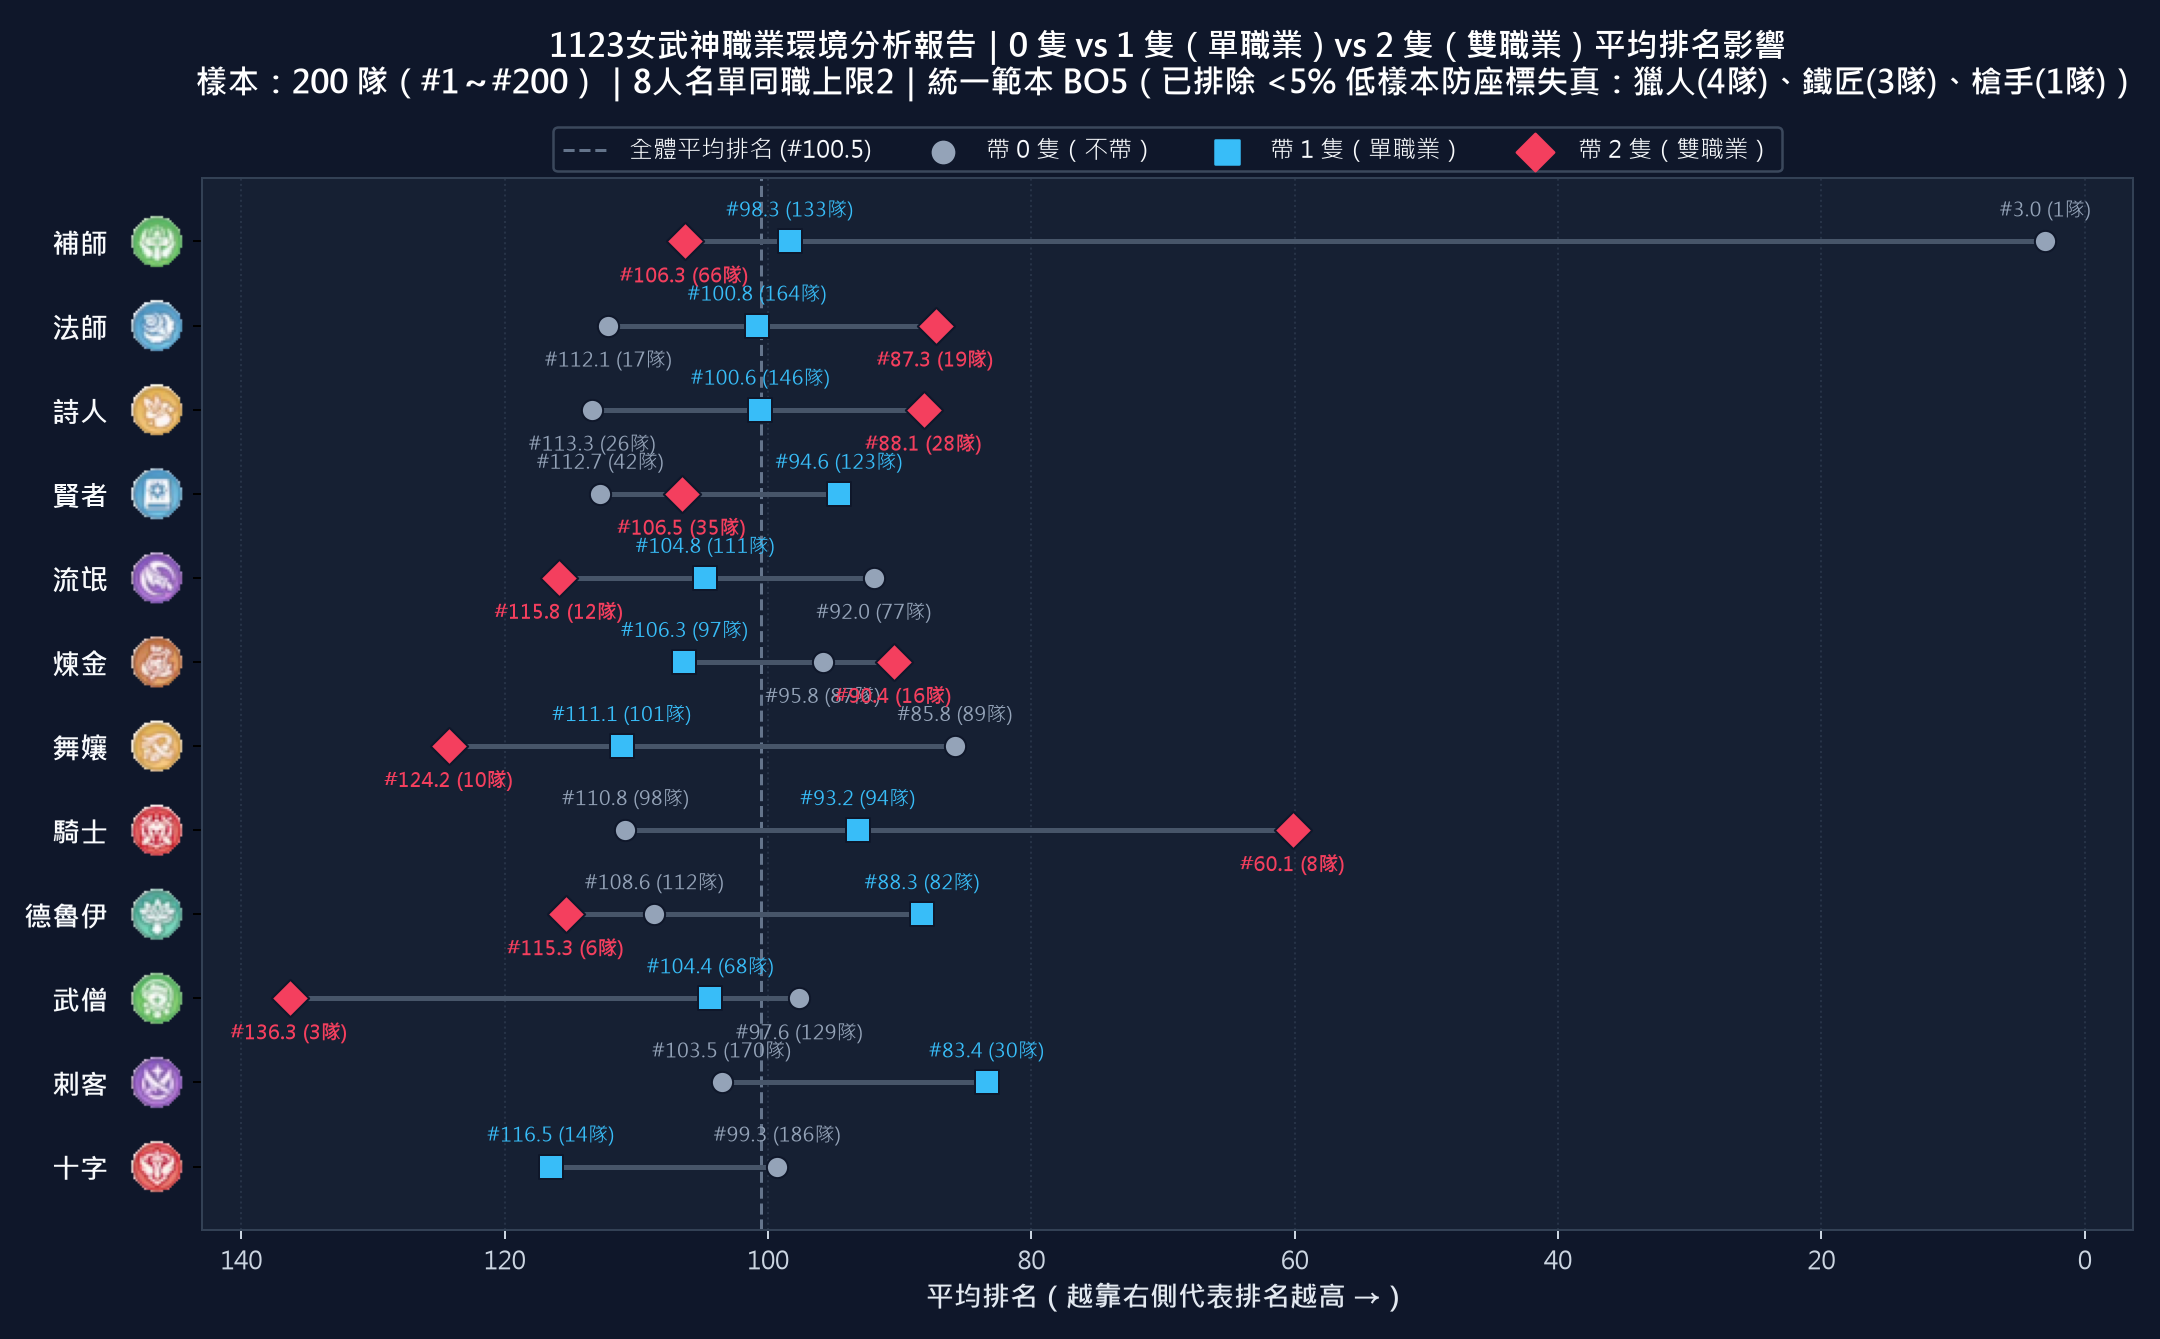 1123女武神職業環境分析報告 | 0 隻 vs 1 隻 ( 單職業 ) vs 2 隻 ( 雙職業 ) 平均排名影響
樣本：200 隊 ( #1～#200 ) | 8人名單同職上限2 | 統一範本 BO5 ( 已排除 <5% 低樣本防座標失真：獵人(4隊)、鐵匠(3隊)、槍手(1隊) )
全體平均排名 (#100.5) 帶 0 隻 ( 不帶 ) 帶 1 隻 ( 單職業 ) 帶 2 隻 ( 雙職業 )
#98.3 (133隊) #3.0 (1隊)
補師
#106.3 (66隊)
#100.8 (164隊)
法師
#112.1 (17隊) #87.3 (19隊)
#100.6 (146隊)
詩人
#113.3 (26隊) #88.1 (28隊)
#112.7 (42隊) #94.6 (123隊)
賢者
#106.5 (35隊)
#104.8 (111隊)
流氓
#115.8 (12隊) #92.0 (77隊)
#106.3 (97隊)
煉金
#95.8 (87隊) #90.4 (16隊)
#111.1 (101隊) #85.8 (89隊)
舞孃
#124.2 (10隊)
#110.8 (98隊) #93.2 (94隊)
騎士
#60.1 (8隊)
#108.6 (112隊) #88.3 (82隊)
德魯伊
#115.3 (6隊)
#104.4 (68隊)
武僧
#136.3 (3隊) #97.6 (129隊)
#103.5 (170隊) #83.4 (30隊)
刺客
#116.5 (14隊) #99.3 (186隊)
十字
140 120 100 80 60 40 20 0
平均排名 ( 越靠右側代表排名越高 → )